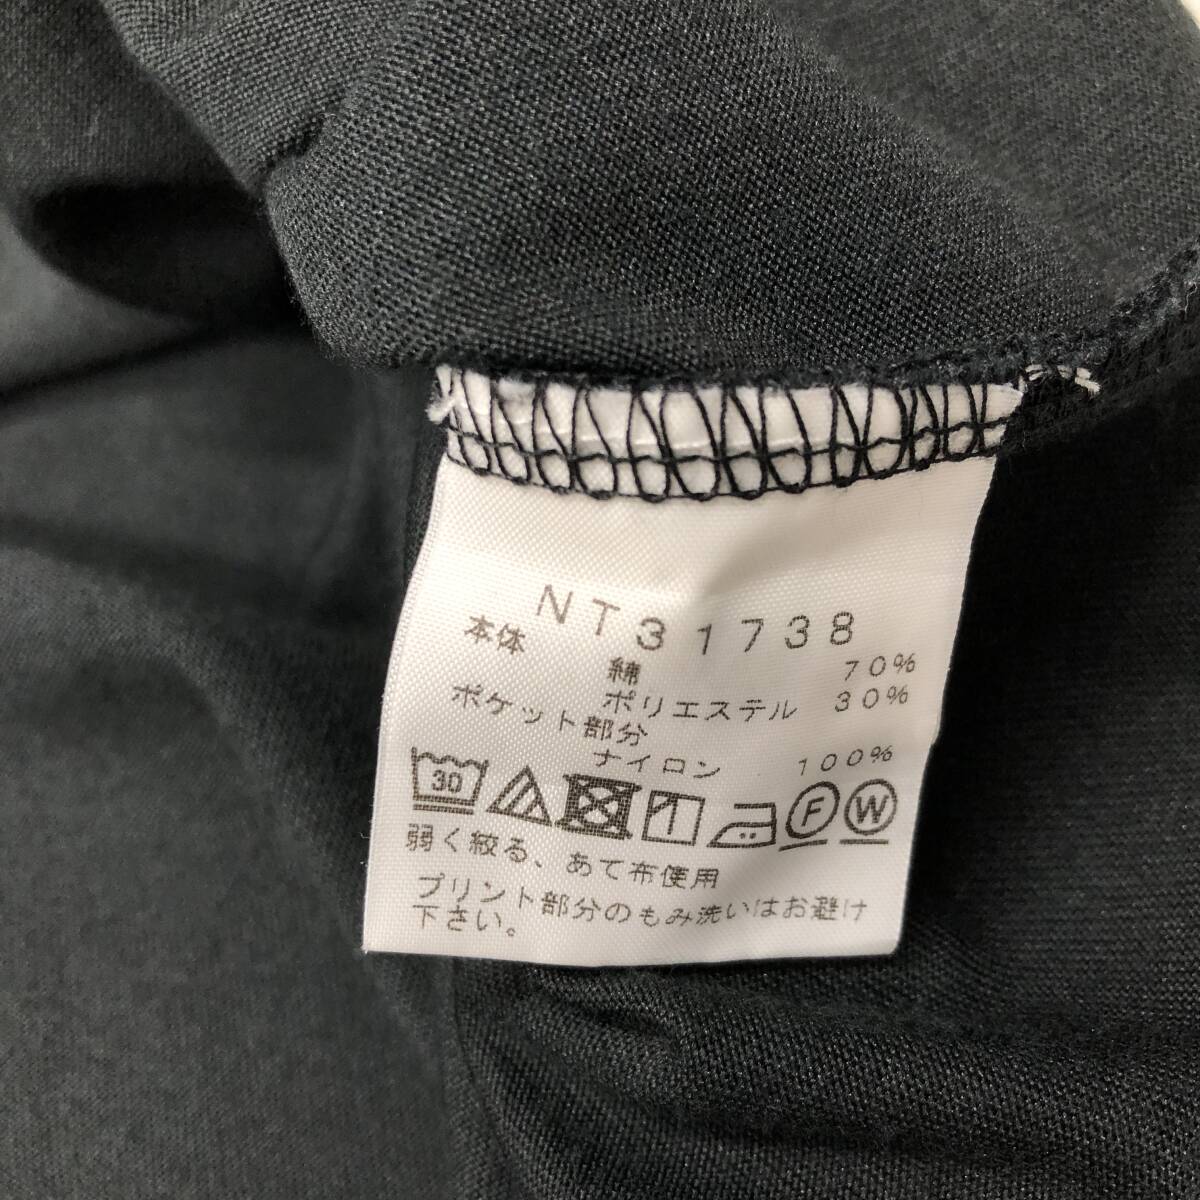 NT31738
本体 綿 70%
ポリエステル 30%
ポケット部分
ナイロン 100%
30 F W
弱く絞る、あて布使用
プリント部分のもみ洗いはお避け
下さい。